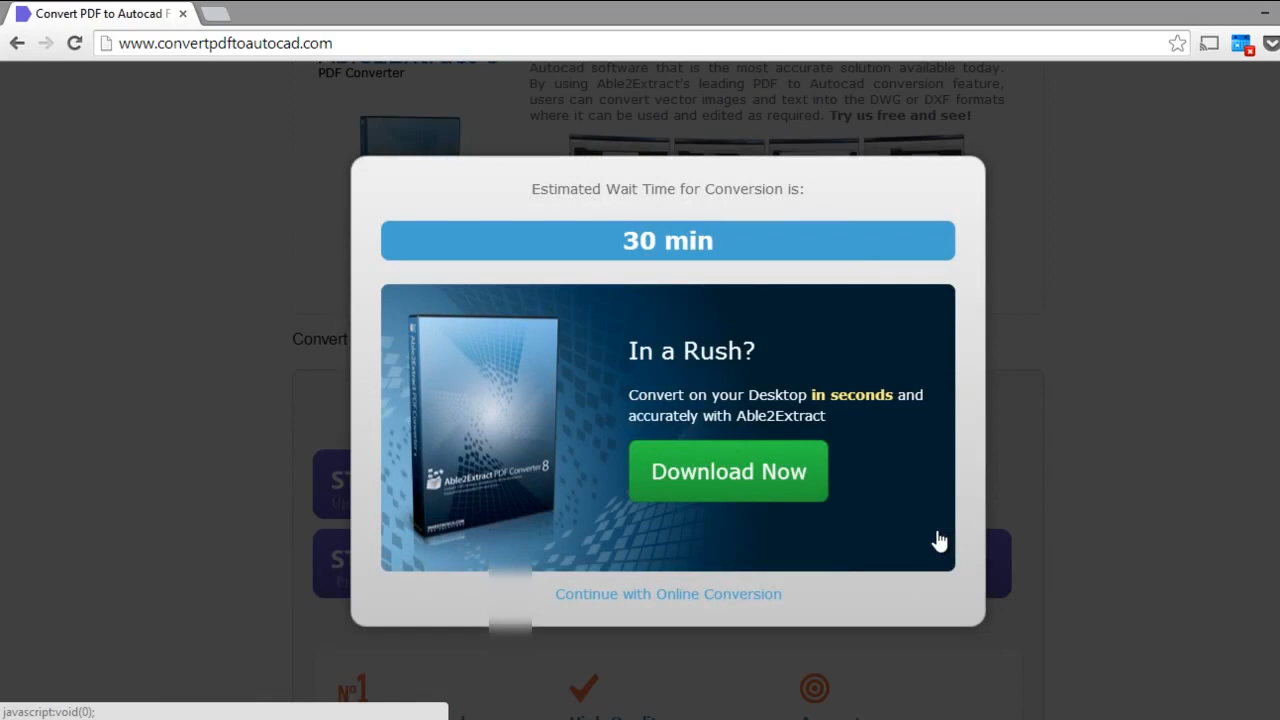 Convert PDF to Autocad F
www.convertpdftoautocad.com
PDF Converter
Autocad software that is the most accurate solution available today.
By using Able2Extract's leading PDF to Autocad conversion feature,
users can convert vector images and text into the DWG or DXF formats
where it can be used and edited as required. Try us free and see!
Estimated Wait Time for Conversion is:
30 min
Convert
In a Rush?
Convert on your Desktop in seconds and
accurately with Able2Extract
Able2Extract PDF Converter 8
Download Now
ST
ST
Continue with Online Conversion
Nº1
javascript:void(0);